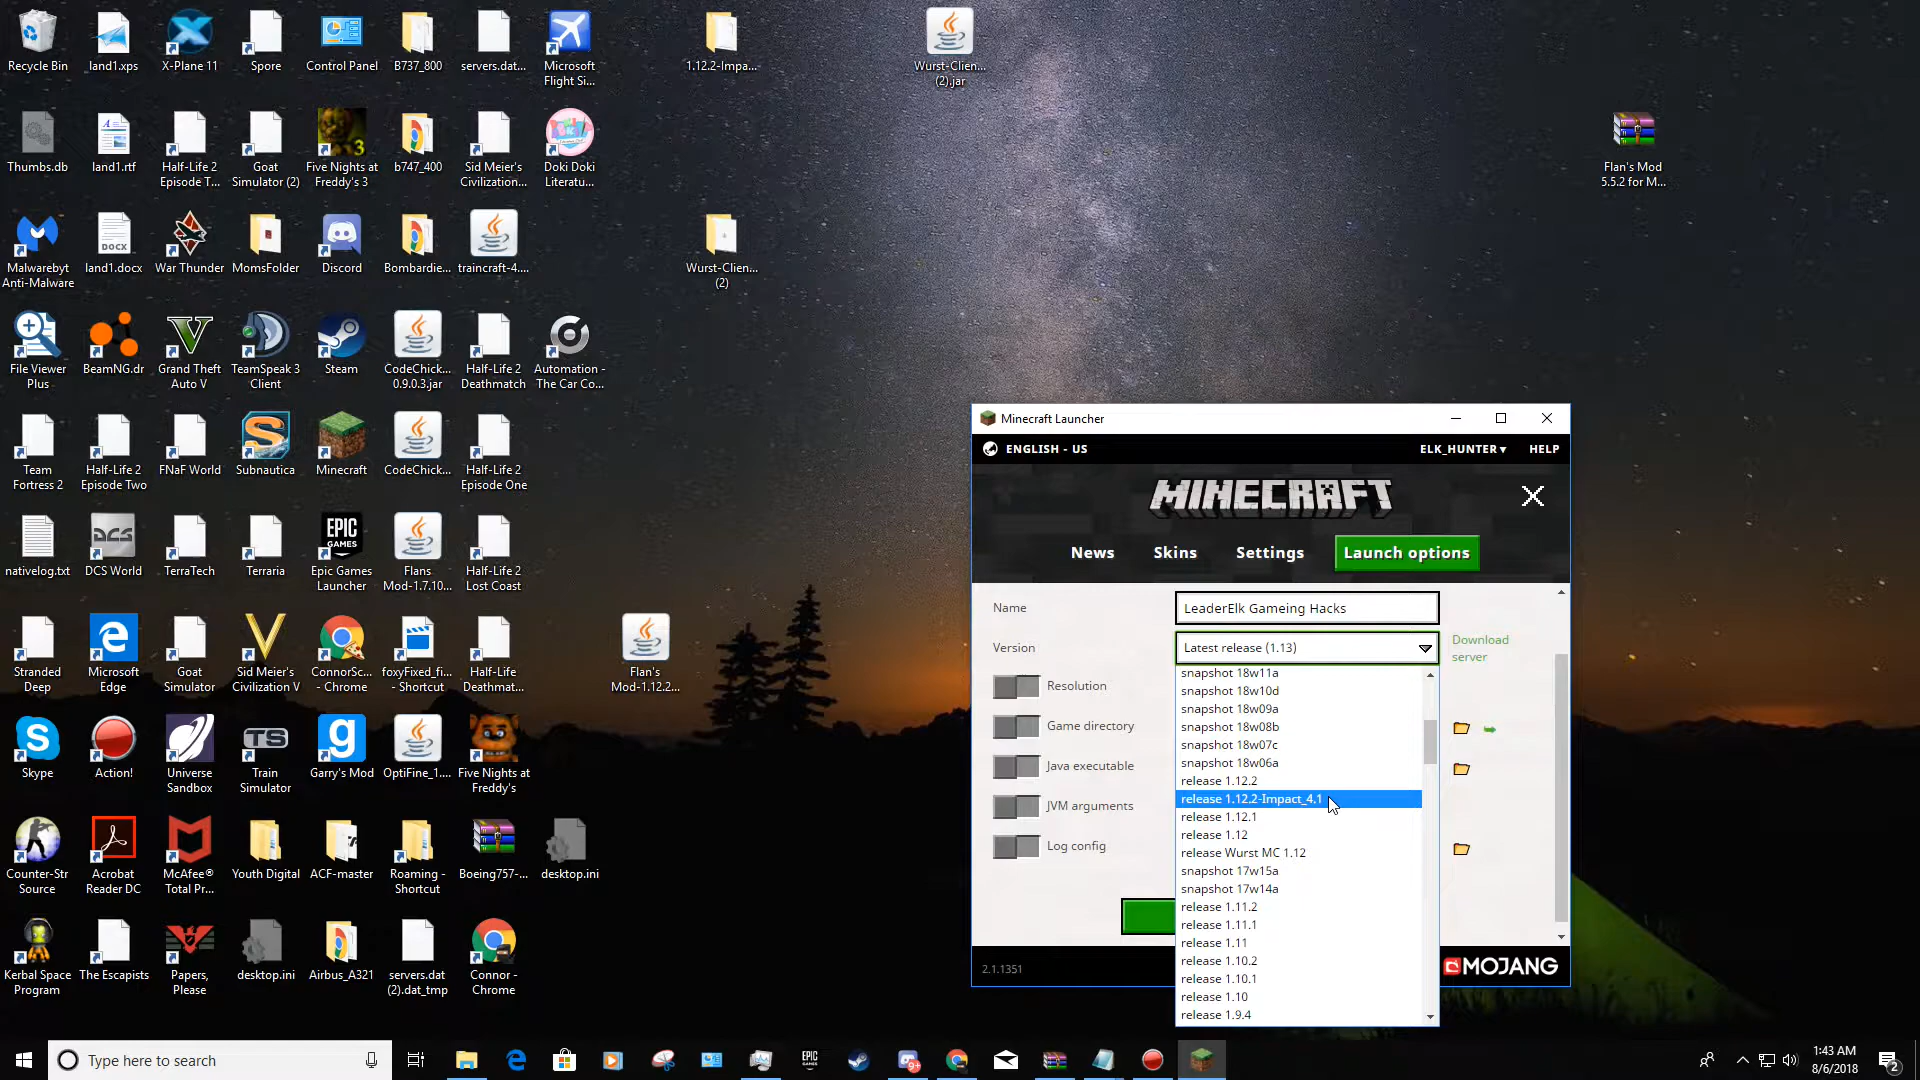 Recycle Bin
land1.xps
X-Plane 11
Spore
Control Panel
B737_800
servers.dat...
Microsoft
Flight Si...
1.12.2-Impa...
Wurst-Clien...
(2).jar
Thumbs.db
land1.rtf
Half-Life 2
Episode T...
Goat
Simulator (2)
Five Nights at
Freddy's 3
b747_400
Sid Meier's
Civilization...
Doki Doki
Literatu...
Flan's Mod
5.5.2 for M...
Malwarebyt
Anti-Malware
land1.docx
War Thunder
MomsFolder
Discord
Bombardie...
traincraft-4....
Wurst-Clien...
(2)
File Viewer
Plus
BeamNG.dr
Grand Theft
Auto V
TeamSpeak 3
Client
Steam
CodeChick...
0.9.0.3.jar
Half-Life 2
Deathmatch
Automation -
The Car Co...
Team
Fortress 2
Half-Life 2
Episode Two
FNaF World
Subnautica
Minecraft
CodeChick...
Half-Life 2
Episode One
nativelog.txt
DCS World
TerraTech
Terraria
Epic Games
Launcher
Flans
Mod-1.7.10...
Half-Life 2
Lost Coast
Stranded
Deep
Microsoft
Edge
Goat
Simulator
Sid Meier's
Civilization V
ConnorSc...
- Chrome
foxyFixed_fi...
- Shortcut
Half-Life
Deathmat...
Flan's
Mod-1.12.2...
Skype
Action!
Universe
Sandbox
Train
Simulator
Garry's Mod
OptiFine_1....
Five Nights at
Freddy's
Counter-Str
Source
Acrobat
Reader DC
McAfee®
Total Pr...
Youth Digital
ACF-master
Roaming -
Shortcut
Boeing757-...
desktop.ini
Kerbal Space
Program
The Escapists
Papers,
Please
desktop.ini
Airbus_A321
servers.dat
(2).dat_tmp
Connor -
Chrome
Minecraft Launcher
ENGLISH - US
ELK_HUNTER
HELP
MINECRAFT
News
Skins
Settings
Launch options
Name
LeaderElk Gameing Hacks
Version
Latest release (1.13)
Download
server
Resolution
Game directory
Java executable
JVM arguments
Log config
snapshot 18w11a
snapshot 18w10d
snapshot 18w09a
snapshot 18w08b
snapshot 18w07c
snapshot 18w06a
release 1.12.2
release 1.12.2-Impact_4.1
release 1.12.1
release 1.12
release Wurst MC 1.12
snapshot 17w15a
snapshot 17w14a
release 1.11.2
release 1.11.1
release 1.11
release 1.10.2
release 1.10.1
release 1.10
release 1.9.4
2.1.1351
MOJANG
Type here to search
1:43 AM
8/6/2018
2